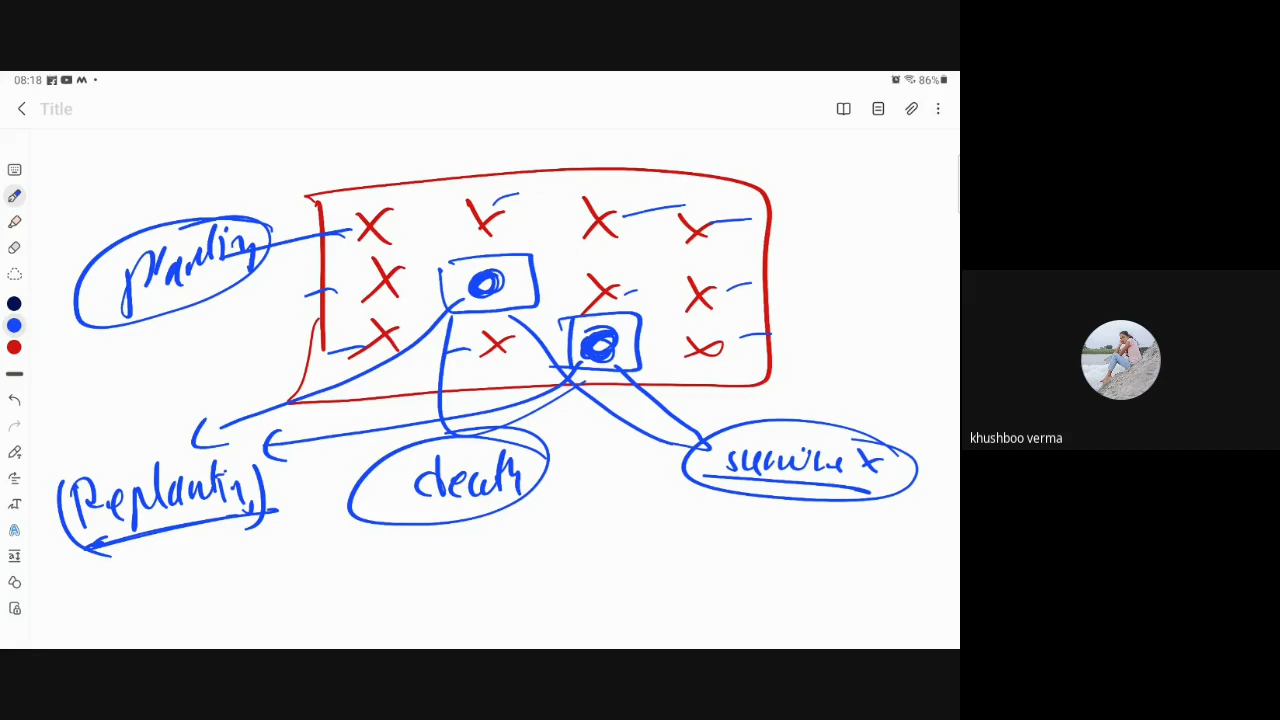 08:18 86%
Title
planting
(Replanting)
death
survive x
khushboo verma